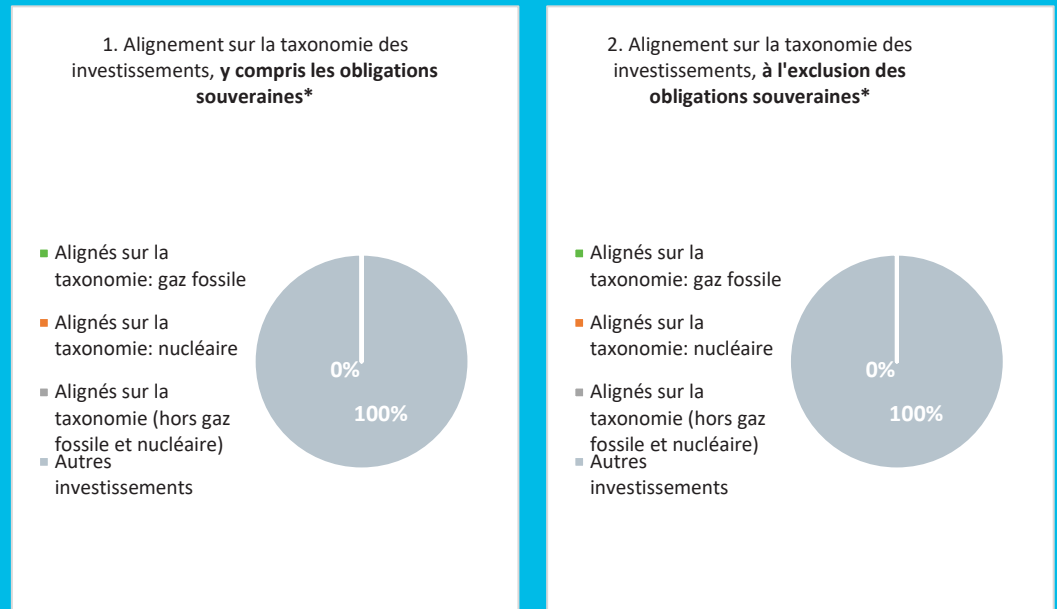 1. Alignement sur la taxonomie des
investissements, y compris les obligations
souveraines*
Alignés sur la
taxonomie: gaz fossile
Alignés sur la
taxonomie: nucléaire
Alignés sur la
taxonomie (hors gaz
fossile et nucléaire)
Autres
investissements
0%
100%
2. Alignement sur la taxonomie des
investissements, à l'exclusion des
obligations souveraines*
Alignés sur la
taxonomie: gaz fossile
Alignés sur la
taxonomie: nucléaire
Alignés sur la
taxonomie (hors gaz
fossile et nucléaire)
Autres
investissements
0%
100%